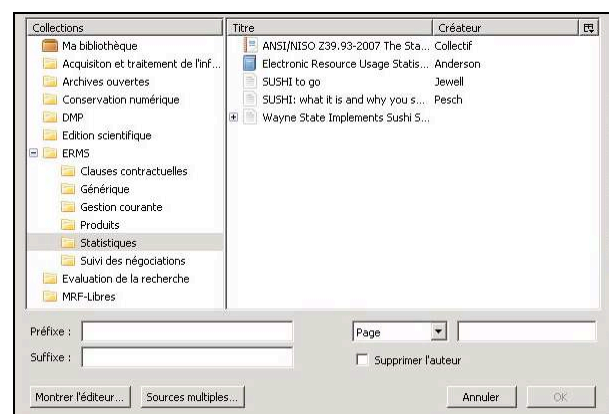 Collections
Ma bibliothèque
Acquisiton et traitement de l'inf...
Archives ouvertes
Conservation numérique
DMP
Edition scientifique
ERMS
Clauses contractuelles
Générique
Gestion courante
Produits
Statistiques
Suivi des négociations
Evaluation de la recherche
MRF-Libres
Titre Créateur
ANSI/NISO Z39.93-2007 The Sta... Collectif
Electronic Resource Usage Statis... Anderson
SUSHI to go Jewell
SUSHI: what it is and why you s... Pesch
Wayne State Implements Sushi S...
Préfixe : Page
Suffixe : Supprimer l'auteur
Montrer l'éditeur... Sources multiples... Annuler OK